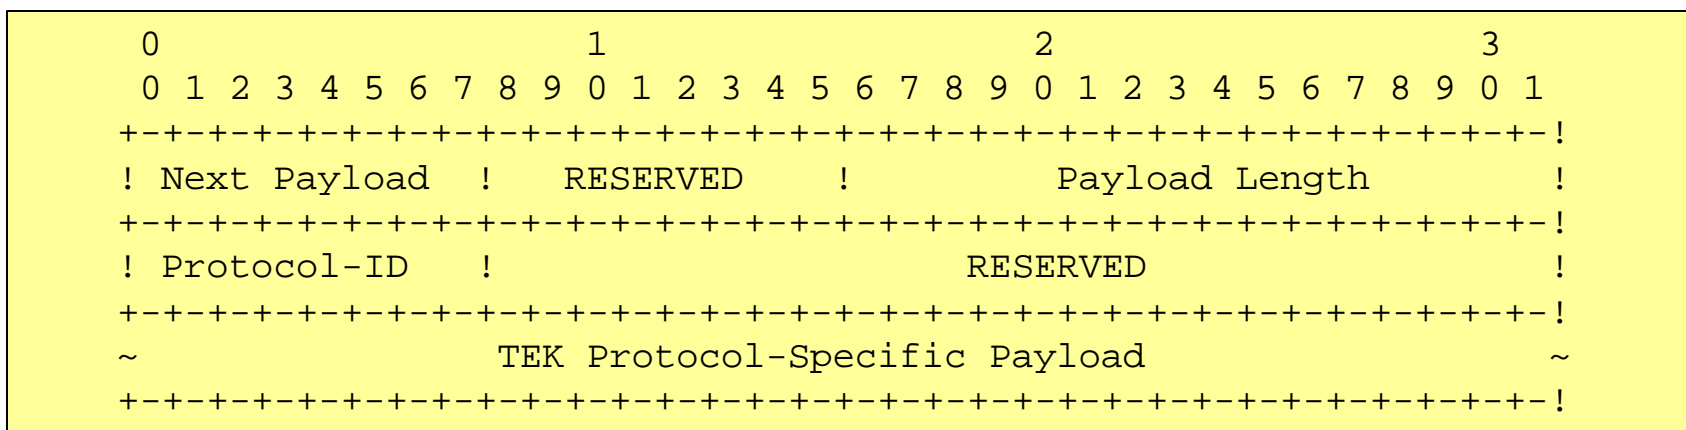 0 1 2 3
0 1 2 3 4 5 6 7 8 9 0 1 2 3 4 5 6 7 8 9 0 1 2 3 4 5 6 7 8 9 0 1
+-+-+-+-+-+-+-+-+-+-+-+-+-+-+-+-+-+-+-+-+-+-+-+-+-+-+-+-+-+-+-+-!
! Next Payload ! RESERVED ! Payload Length !
+-+-+-+-+-+-+-+-+-+-+-+-+-+-+-+-+-+-+-+-+-+-+-+-+-+-+-+-+-+-+-+-!
! Protocol-ID ! RESERVED !
+-+-+-+-+-+-+-+-+-+-+-+-+-+-+-+-+-+-+-+-+-+-+-+-+-+-+-+-+-+-+-+-!
~ TEK Protocol-Specific Payload ~
+-+-+-+-+-+-+-+-+-+-+-+-+-+-+-+-+-+-+-+-+-+-+-+-+-+-+-+-+-+-+-+-!